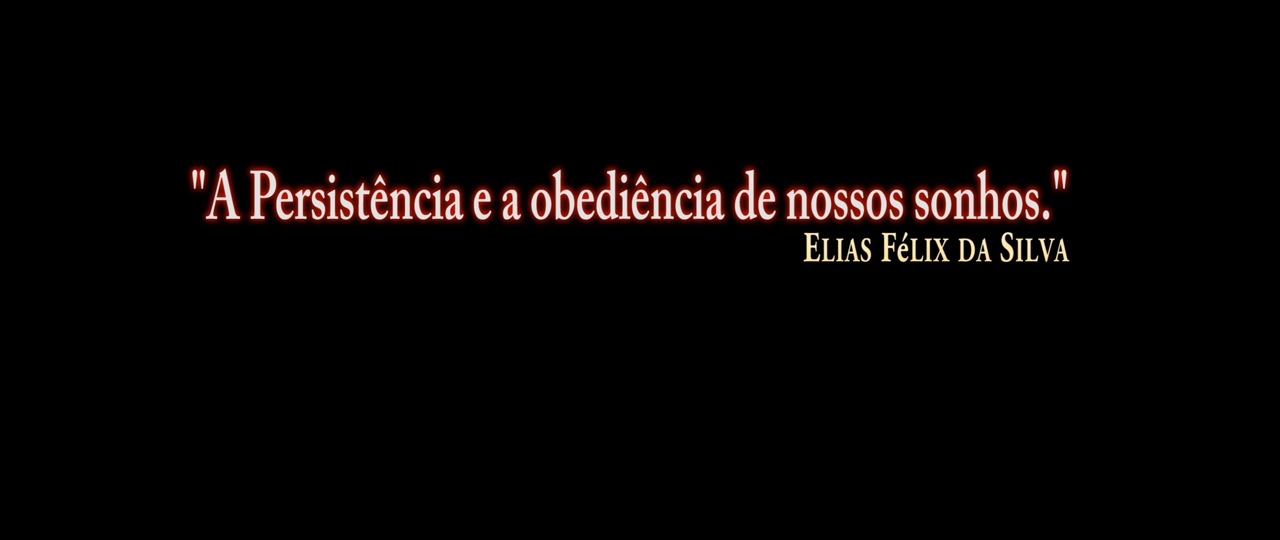 "A Persistência e a obediência de nossos sonhos."
ELIAS FéLIX DA SILVA